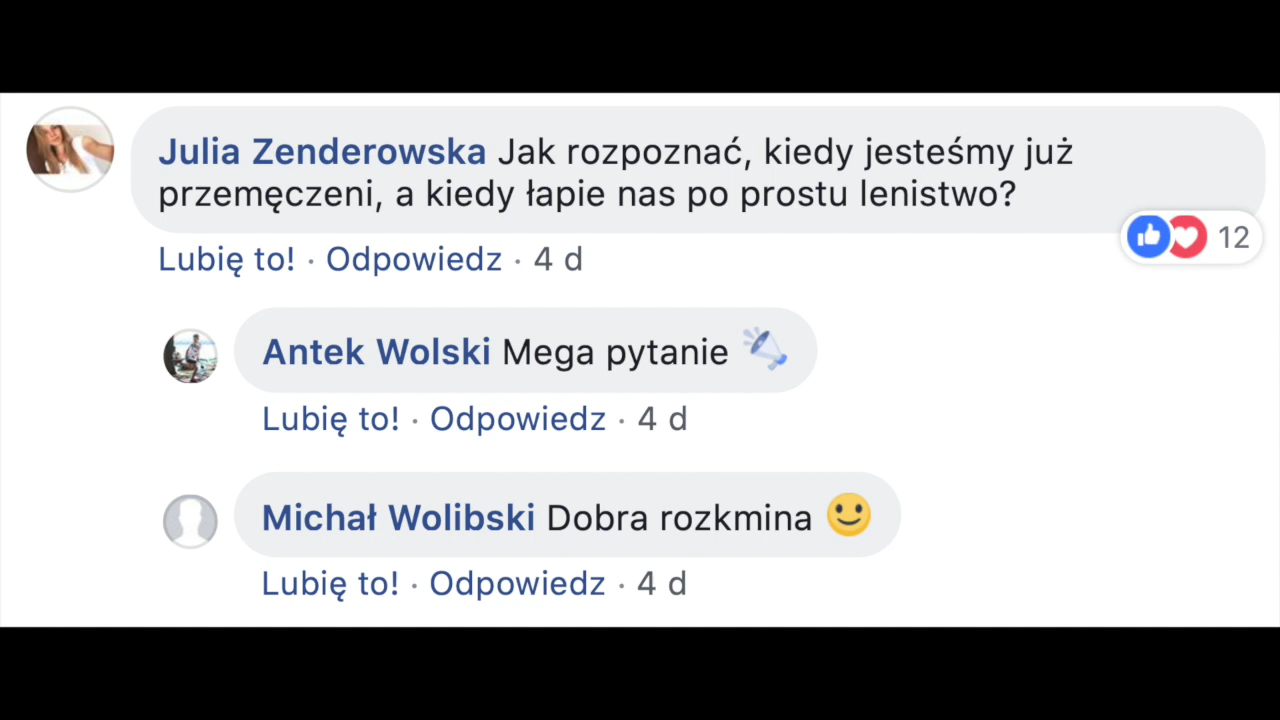 Julia Zenderowska Jak rozpoznać, kiedy jesteśmy już
przemęczeni, a kiedy łapie nas po prostu lenistwo?
12
Lubię to! · Odpowiedz · 4 d
Antek Wolski Mega pytanie
Lubię to! · Odpowiedz · 4 d
Michał Wolibski Dobra rozkmina
Lubię to! · Odpowiedz · 4 d